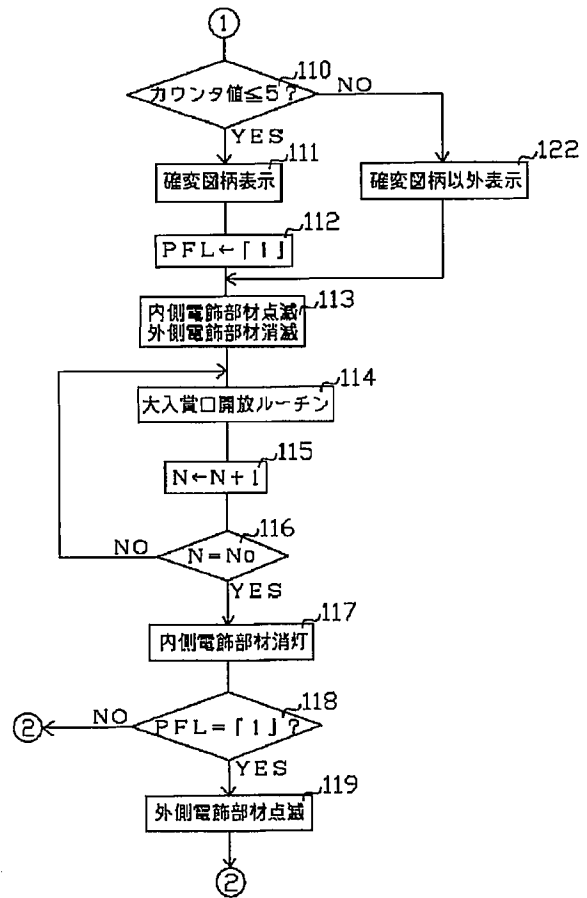 ①
110
カウンタ値≦5?
NO
YES
111
確変図柄表示
122
確変図柄以外表示
112
PFL←「1」
113
内側電飾部材点滅
外側電飾部材消滅
114
大入賞口開放ルーチン
115
N←N+1
116
N=No
NO
YES
117
内側電飾部材消灯
118
PFL=「1」?
NO
②
YES
119
外側電飾部材点滅
②